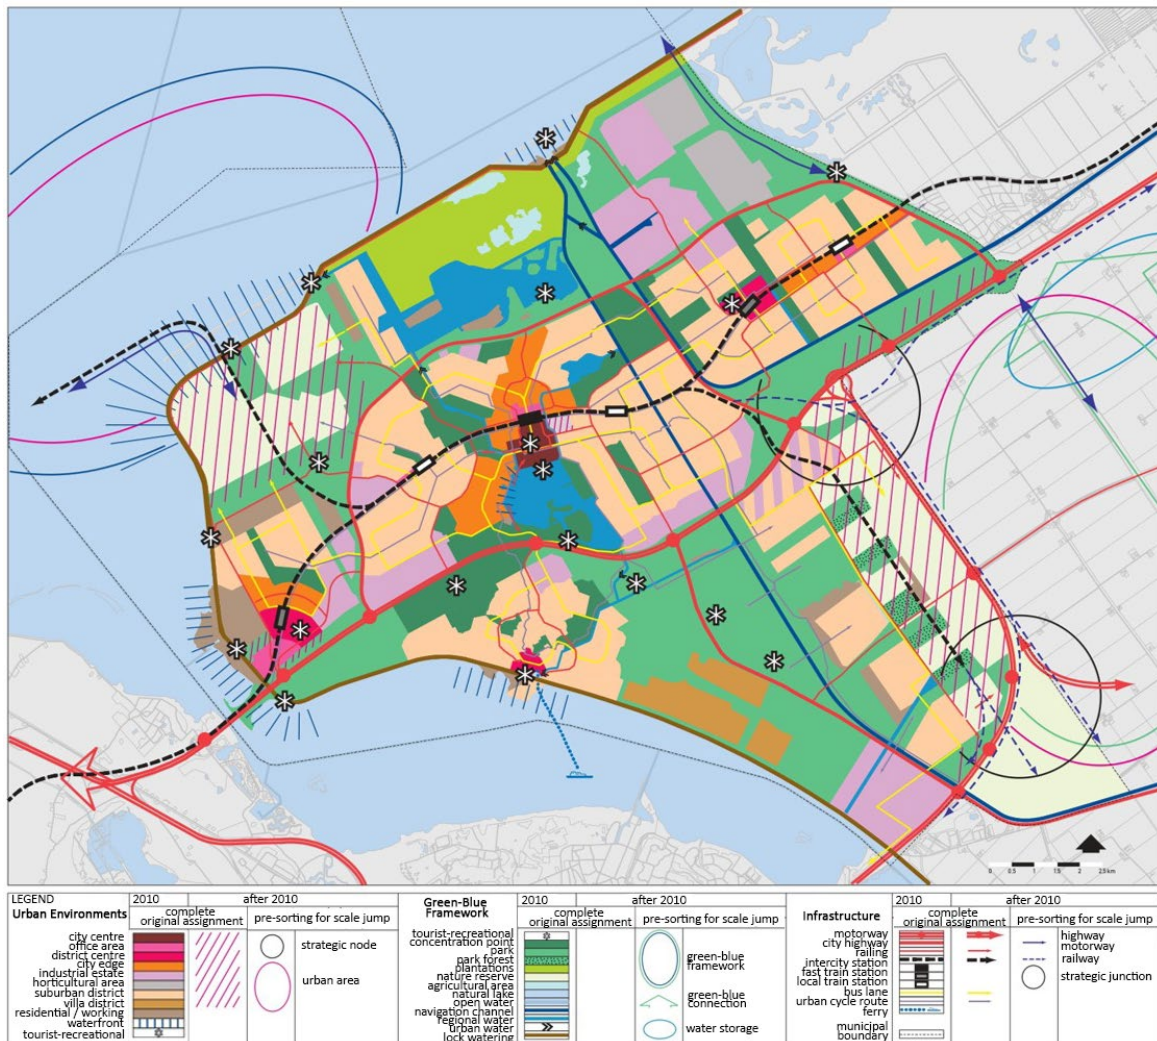 0 0.5 1 1.5 2 2.5 km
LEGEND
Urban Environments
2010
after 2010
complete
original assignment
pre-sorting for scale jump
city centre
office area
district centre
city edge
industrial estate
horticultural area
suburban district
villa district
residential / working
waterfront
tourist-recreational
strategic node
urban area
Green-Blue
Framework
2010
after 2010
complete
original assignment
pre-sorting for scale jump
tourist-recreational
concentration point
park
park forest
plantations
nature reserve
agricultural area
natural lake
open water
navigation channel
regional water
urban water
lock watering
green-blue
framework
green-blue
connection
water storage
Infrastructure
2010
after 2010
complete
original assignment
pre-sorting for scale jump
motorway
city highway
railing
intercity station
fast train station
local train station
bus lane
urban cycle route
ferry
municipal
boundary
highway
motorway
railway
strategic junction